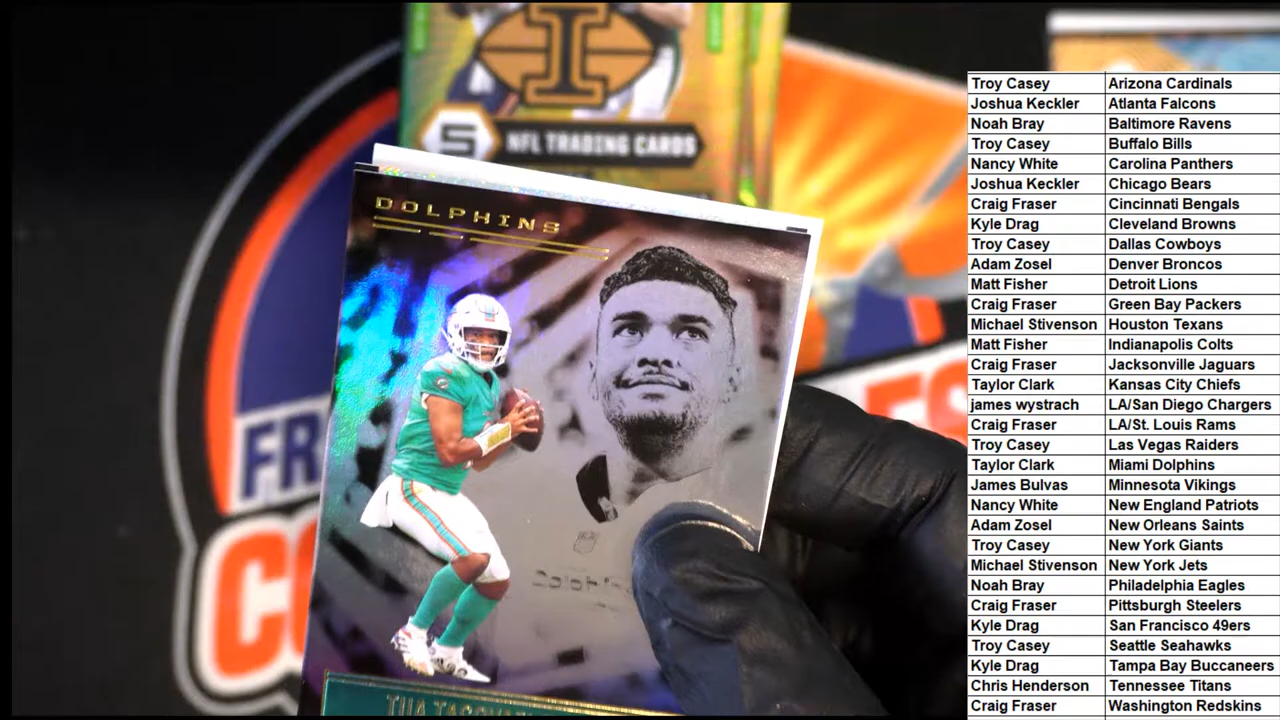 5
NFL TRADING CARDS
DOLPHINS
FR
CO
ES
TUA
Troy Casey Arizona Cardinals
Joshua Keckler Atlanta Falcons
Noah Bray Baltimore Ravens
Troy Casey Buffalo Bills
Nancy White Carolina Panthers
Joshua Keckler Chicago Bears
Craig Fraser Cincinnati Bengals
Kyle Drag Cleveland Browns
Troy Casey Dallas Cowboys
Adam Zosel Denver Broncos
Matt Fisher Detroit Lions
Craig Fraser Green Bay Packers
Michael Stivenson Houston Texans
Matt Fisher Indianapolis Colts
Craig Fraser Jacksonville Jaguars
Taylor Clark Kansas City Chiefs
james wystrach LA/San Diego Chargers
Craig Fraser LA/St. Louis Rams
Troy Casey Las Vegas Raiders
Taylor Clark Miami Dolphins
James Bulvas Minnesota Vikings
Nancy White New England Patriots
Adam Zosel New Orleans Saints
Troy Casey New York Giants
Michael Stivenson New York Jets
Noah Bray Philadelphia Eagles
Craig Fraser Pittsburgh Steelers
Kyle Drag San Francisco 49ers
Troy Casey Seattle Seahawks
Kyle Drag Tampa Bay Buccaneers
Chris Henderson Tennessee Titans
Craig Fraser Washington Redskins